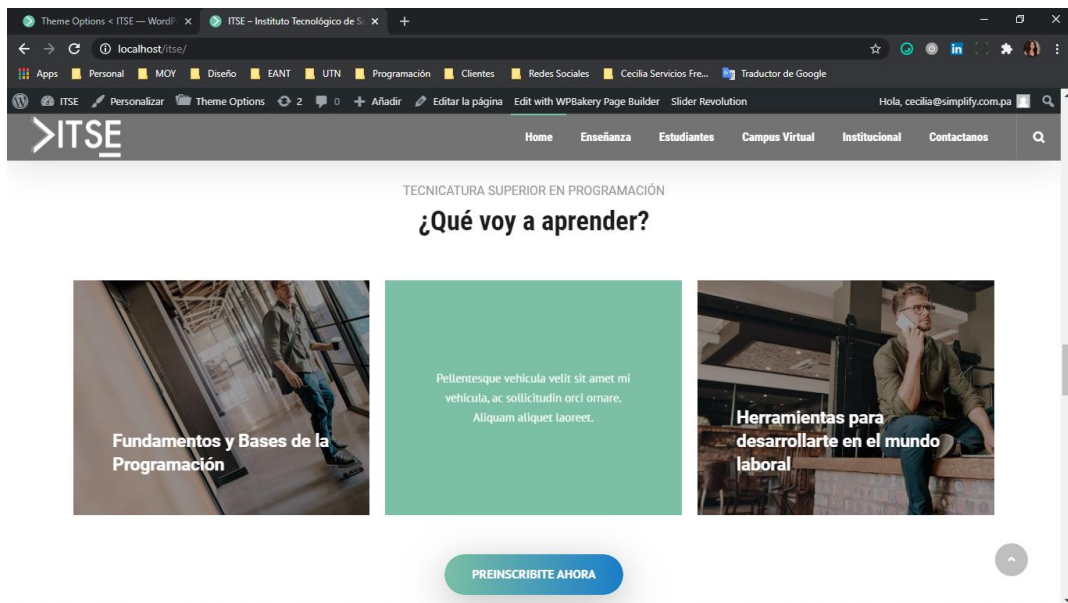 Theme Options < ITSE — WordP
ITSE – Instituto Tecnológico de S
localhost/itse/
Apps Personal MOY Diseño EANT UTN Programación Clientes Redes Sociales Cecilia Servicios Fre... Traductor de Google
ITSE Personalizar Theme Options 2 0 Añadir Editar la página Edit with WPBakery Page Builder Slider Revolution Hola, cecilia@simplify.com.pa
>ITSE
Home Enseñanza Estudiantes Campus Virtual Institucional Contactanos
TECNICATURA SUPERIOR EN PROGRAMACIÓN
¿Qué voy a aprender?
Fundamentos y Bases de la
Programación
Pellentesque vehicula velit sit amet mi
vehicula, ac sollicitudin orci ornare.
Aliquam aliquet laoreet.
Herramientas para
desarrollarte en el mundo
laboral
PREINSCRIBITE AHORA